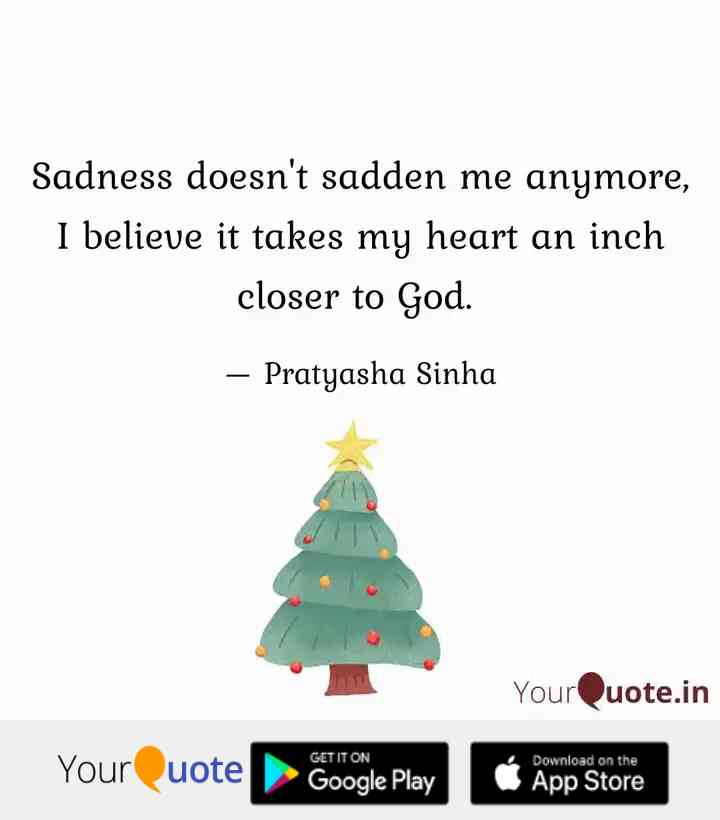 Sadness doesn't sadden me anymore,
I believe it takes my heart an inch
closer to God.
— Pratyasha Sinha
YourQuote.in
YourQuote
GET IT ON
Google Play
Download on the
App Store